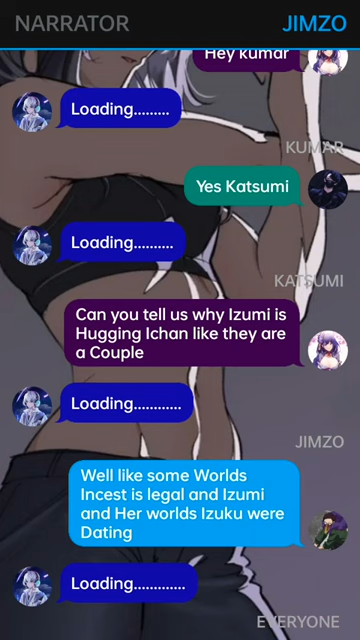 NARRATOR JIMZO
Hey kumar
Loading.........
KUMAR
Yes Katsumi
Loading..........
KATSUMI
Can you tell us why Izumi is
Hugging Ichan like they are
a Couple
Loading............
JIMZO
Well like some Worlds
Incest is legal and Izumi
and Her worlds Izuku were
Dating
Loading.............
EVERYONE